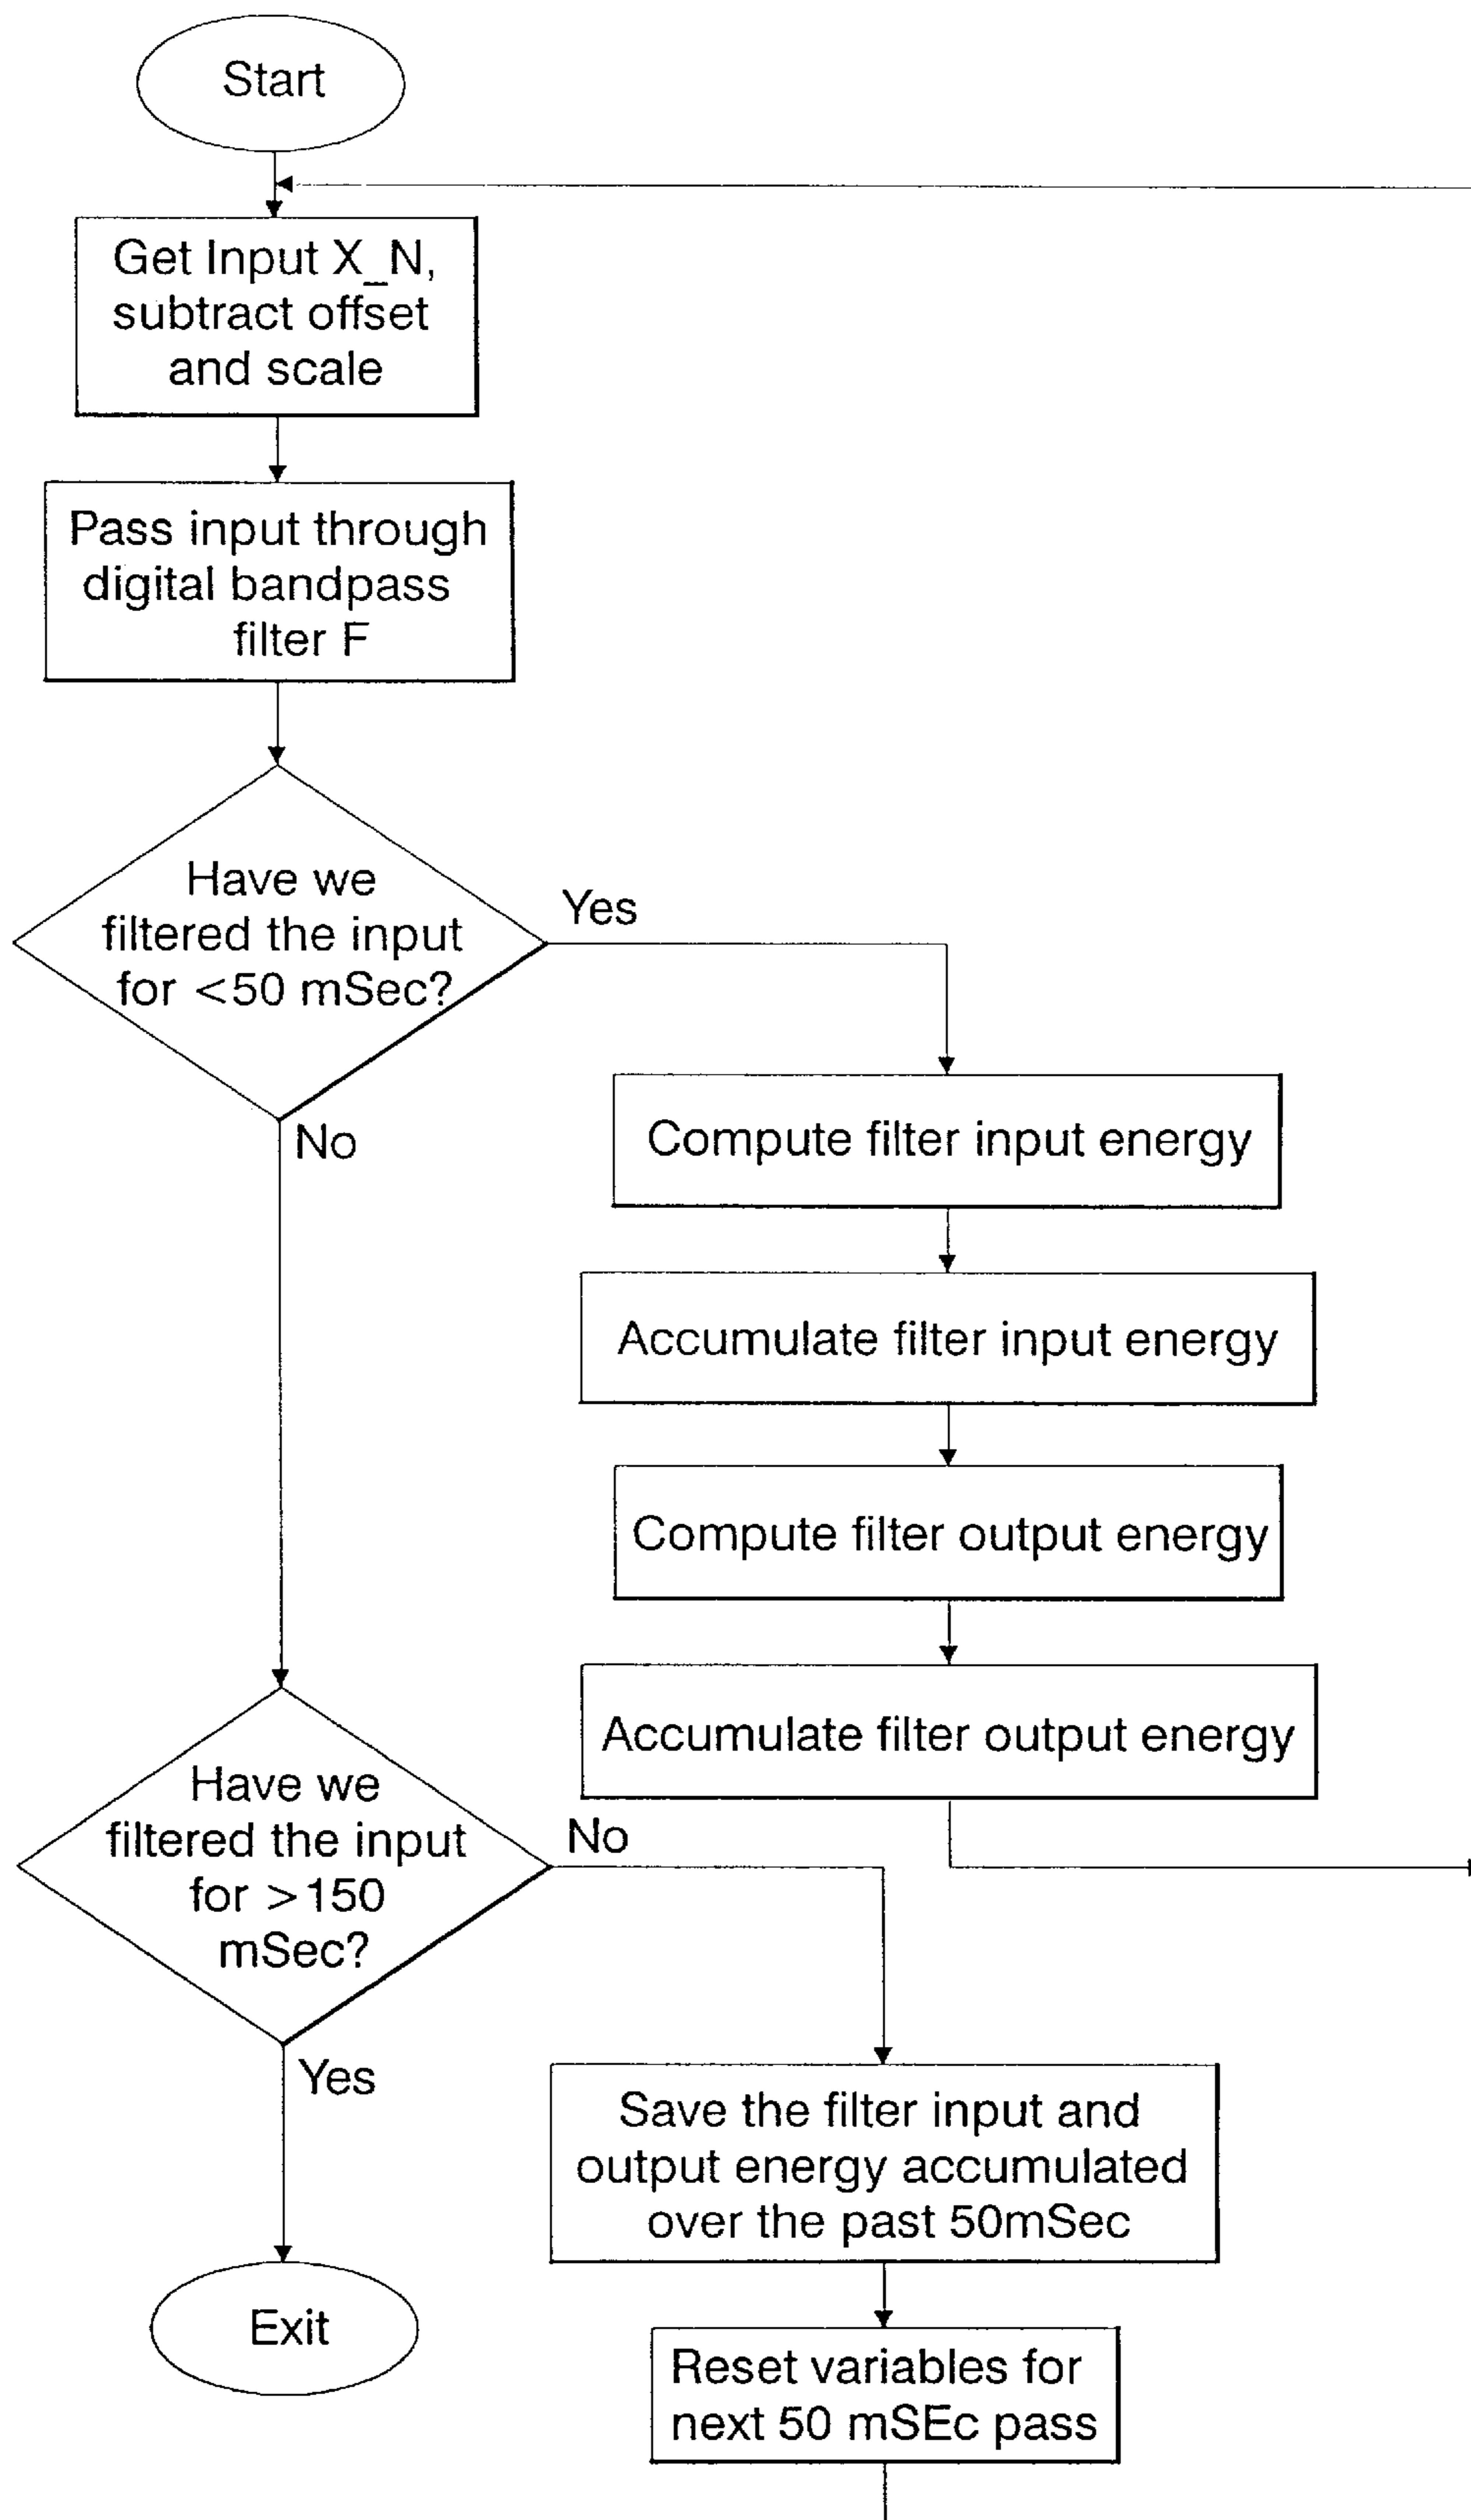 Start
Get Input X_N,
subtract offset
and scale
Pass input through
digital bandpass
filter F
Have we
filtered the input
for <50 mSec?
Yes
No
Compute filter input energy
Accumulate filter input energy
Compute filter output energy
Accumulate filter output energy
Have we
filtered the input
for >150
mSec?
No
Yes
Save the filter input and
output energy accumulated
over the past 50mSec
Exit
Reset variables for
next 50 mSEc pass